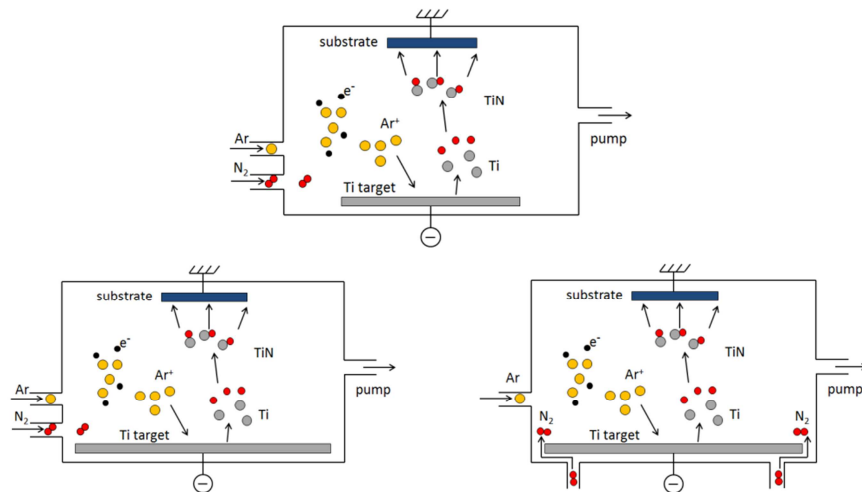 substrate
e-
TiN
Ar+
Ar
pump
N2
Ti
Ti target
substrate
e-
TiN
Ar+
Ar
pump
N2
Ti
Ti target
substrate
e-
TiN
Ar+
Ar
pump
N2
Ti
N2
Ti target